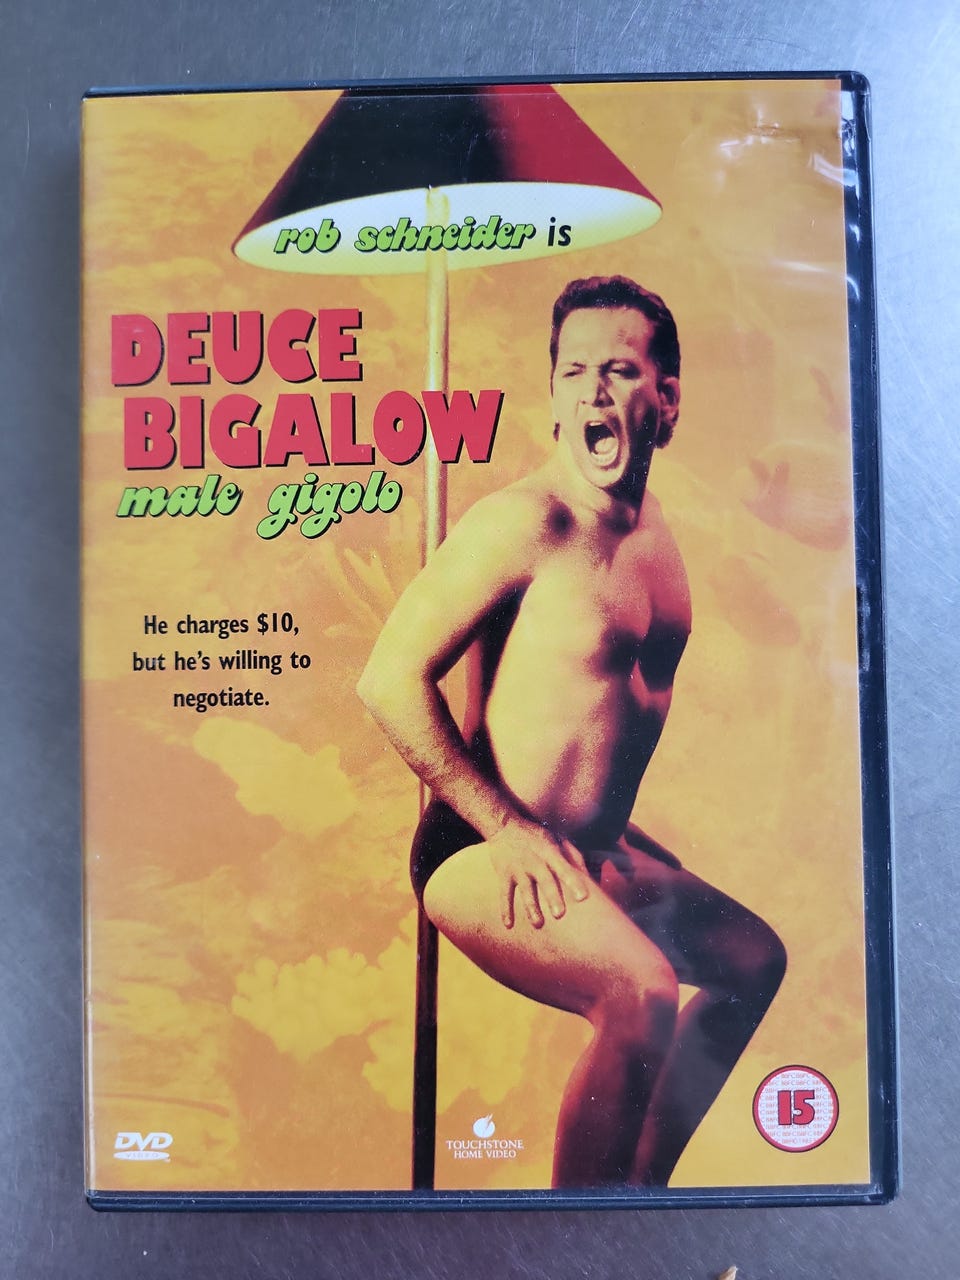 rob schneider is
DEUCE
BIGALOW
male gigolo
He charges $10,
but he's willing to
negotiate.
15
DVD
VIDEO
TOUCHSTONE
HOME VIDEO